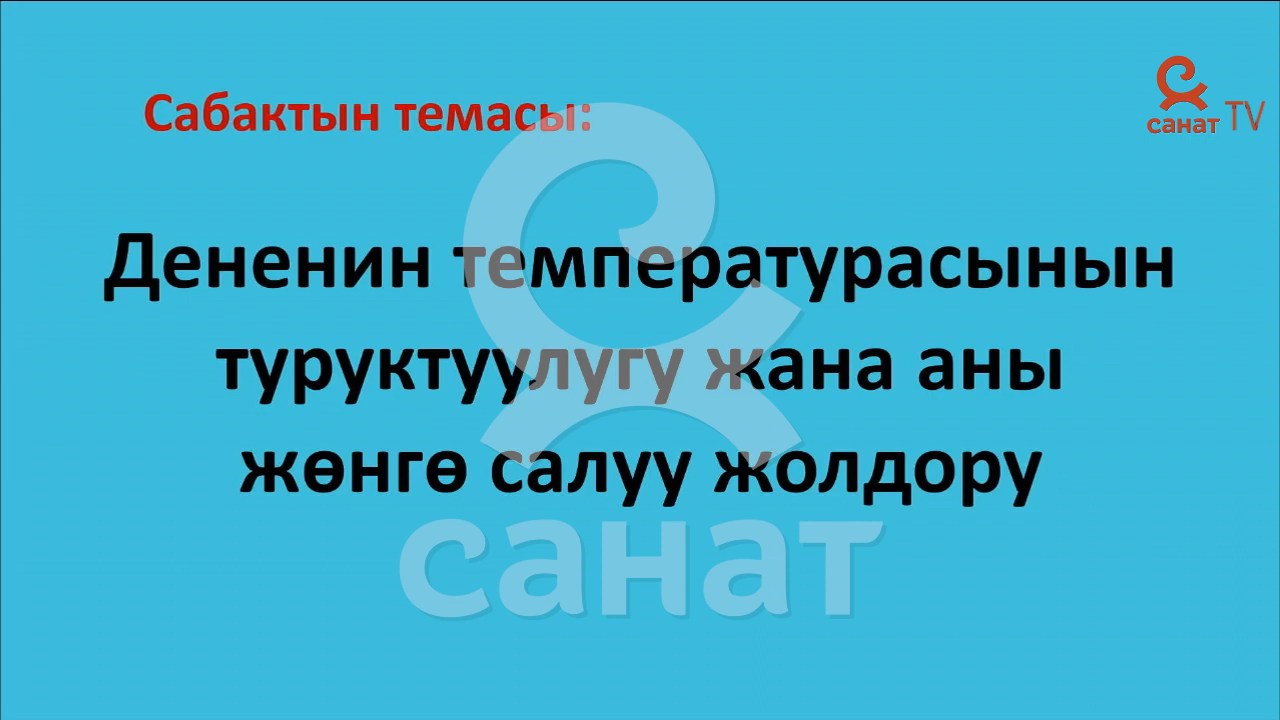 санат TV
Сабактын темасы:
Дененин температурасынын
туруктуулугу жана аны
жөнгө салуу жолдору
санат